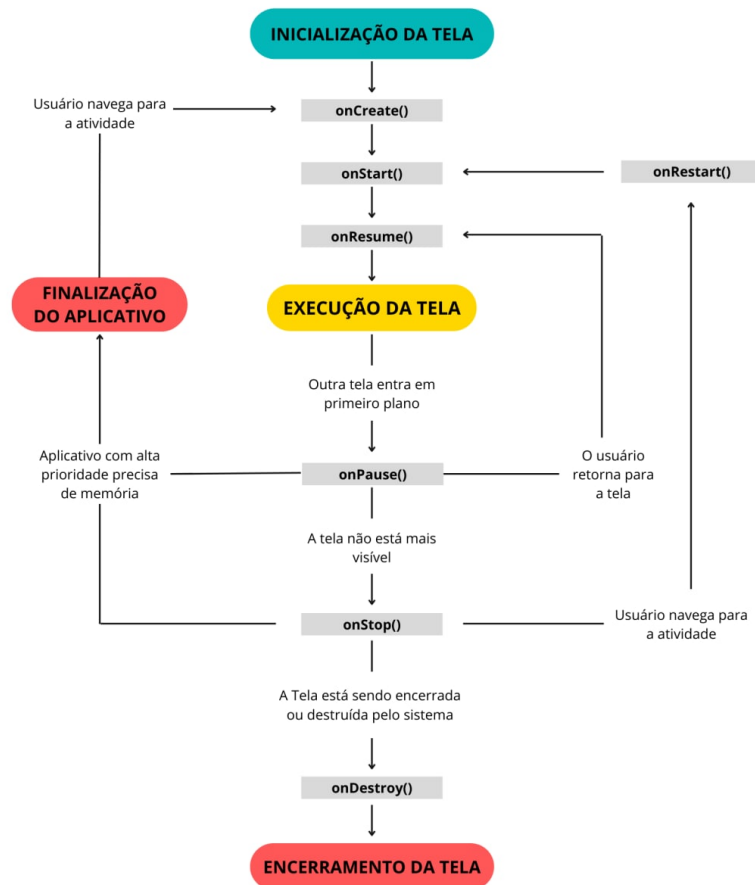 INICIALIZAÇÃO DA TELA
Usuário navega para
a atividade
onCreate()
onStart()
onRestart()
onResume()
FINALIZAÇÃO
DO APLICATIVO
EXECUÇÃO DA TELA
Outra tela entra em
primeiro plano
Aplicativo com alta
prioridade precisa
de memória
onPause()
O usuário
retorna para
a tela
A tela não está mais
visível
onStop()
Usuário navega para
a atividade
A Tela está sendo encerrada
ou destruída pelo sistema
onDestroy()
ENCERRAMENTO DA TELA